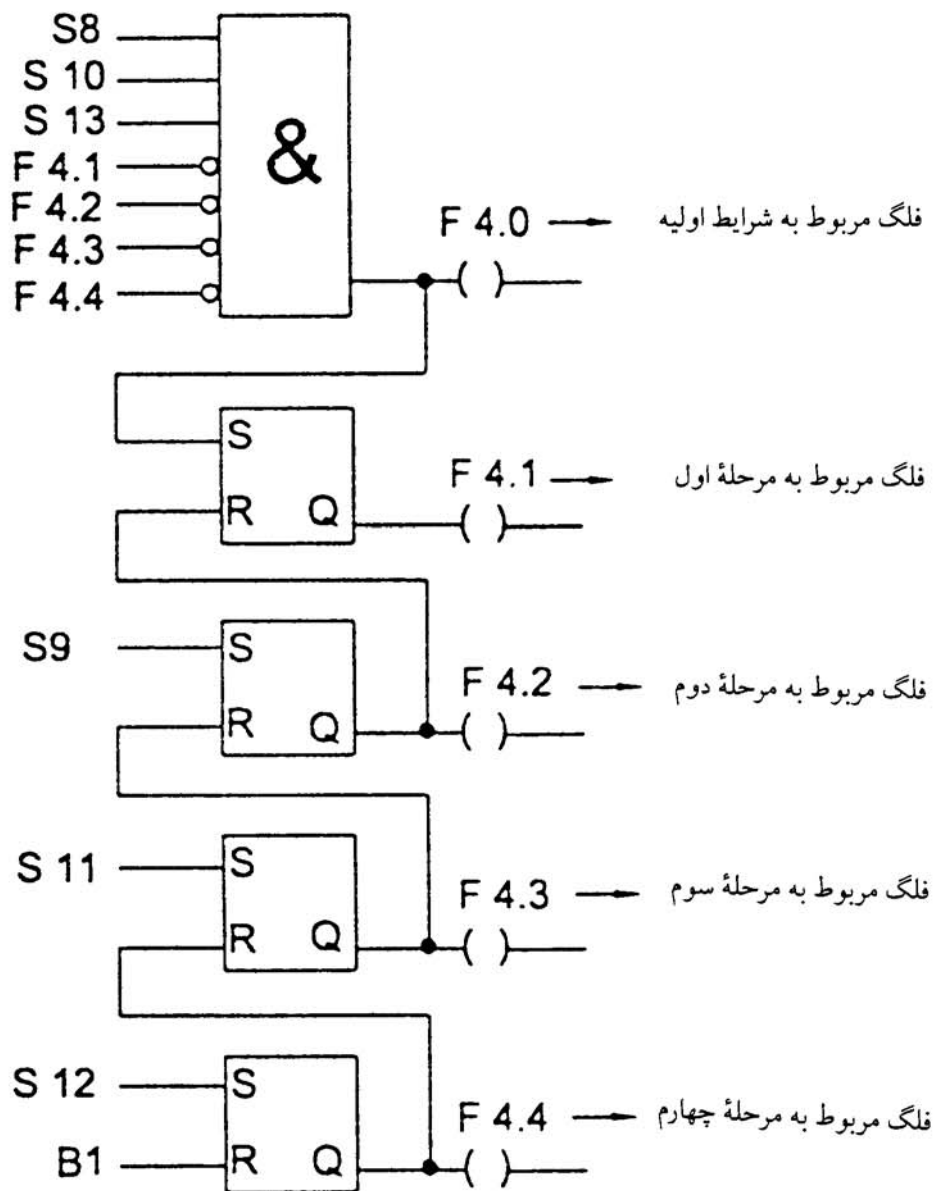 S8
S 10
S 13
F 4.1
F 4.2
F 4.3
F 4.4
&
F 4.0
فلگ مربوط به شرایط اولیه
S
R Q
F 4.1
فلگ مربوط به مرحلهٔ اول
S9
S
R Q
F 4.2
فلگ مربوط به مرحلهٔ دوم
S 11
S
R Q
F 4.3
فلگ مربوط به مرحلهٔ سوم
S 12
S
B1
R Q
F 4.4
فلگ مربوط به مرحلهٔ چهارم